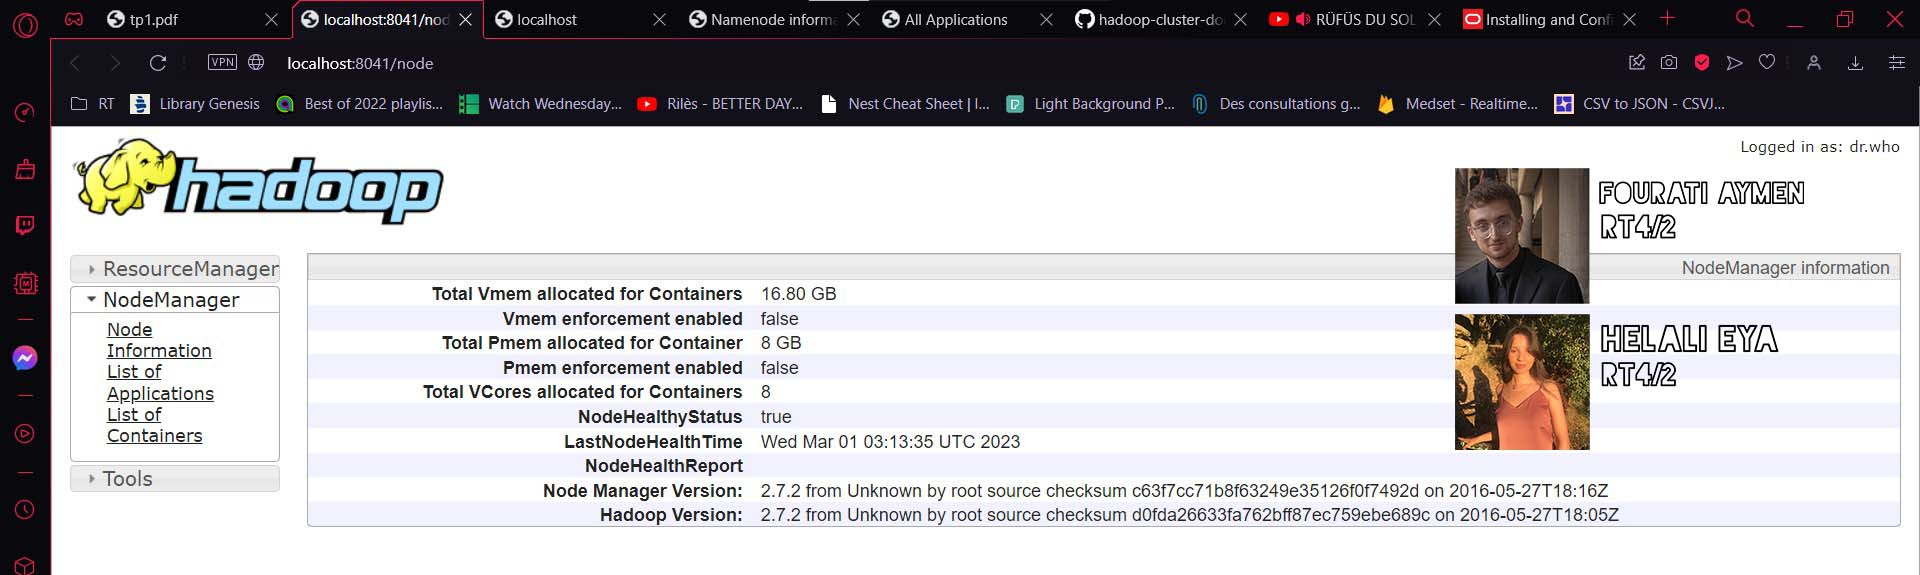 tp1.pdf
localhost:8041/nod
localhost
Namenode informa
All Applications
hadoop-cluster-do
RÜFÜS DU SOL
Installing and Confi
VPN
localhost:8041/node
RT
Library Genesis
Best of 2022 playlis...
Watch Wednesday...
Rilès - BETTER DAY...
Nest Cheat Sheet | I...
Light Background P...
Des consultations g...
Medset - Realtime...
CSV to JSON - CSVJ...
hadoop
Logged in as: dr.who
FOURATI AYMEN
RT4/2
HELALI EYA
RT4/2
ResourceManager
NodeManager
Node
Information
List of
Applications
List of
Containers
Tools
NodeManager information
Total Vmem allocated for Containers 16.80 GB
Vmem enforcement enabled false
Total Pmem allocated for Container 8 GB
Pmem enforcement enabled false
Total VCores allocated for Containers 8
NodeHealthyStatus true
LastNodeHealthTime Wed Mar 01 03:13:35 UTC 2023
NodeHealthReport
Node Manager Version: 2.7.2 from Unknown by root source checksum c63f7cc71b8f63249e35126f0f7492d on 2016-05-27T18:16Z
Hadoop Version: 2.7.2 from Unknown by root source checksum d0fda26633fa762bff87ec759ebe689c on 2016-05-27T18:05Z